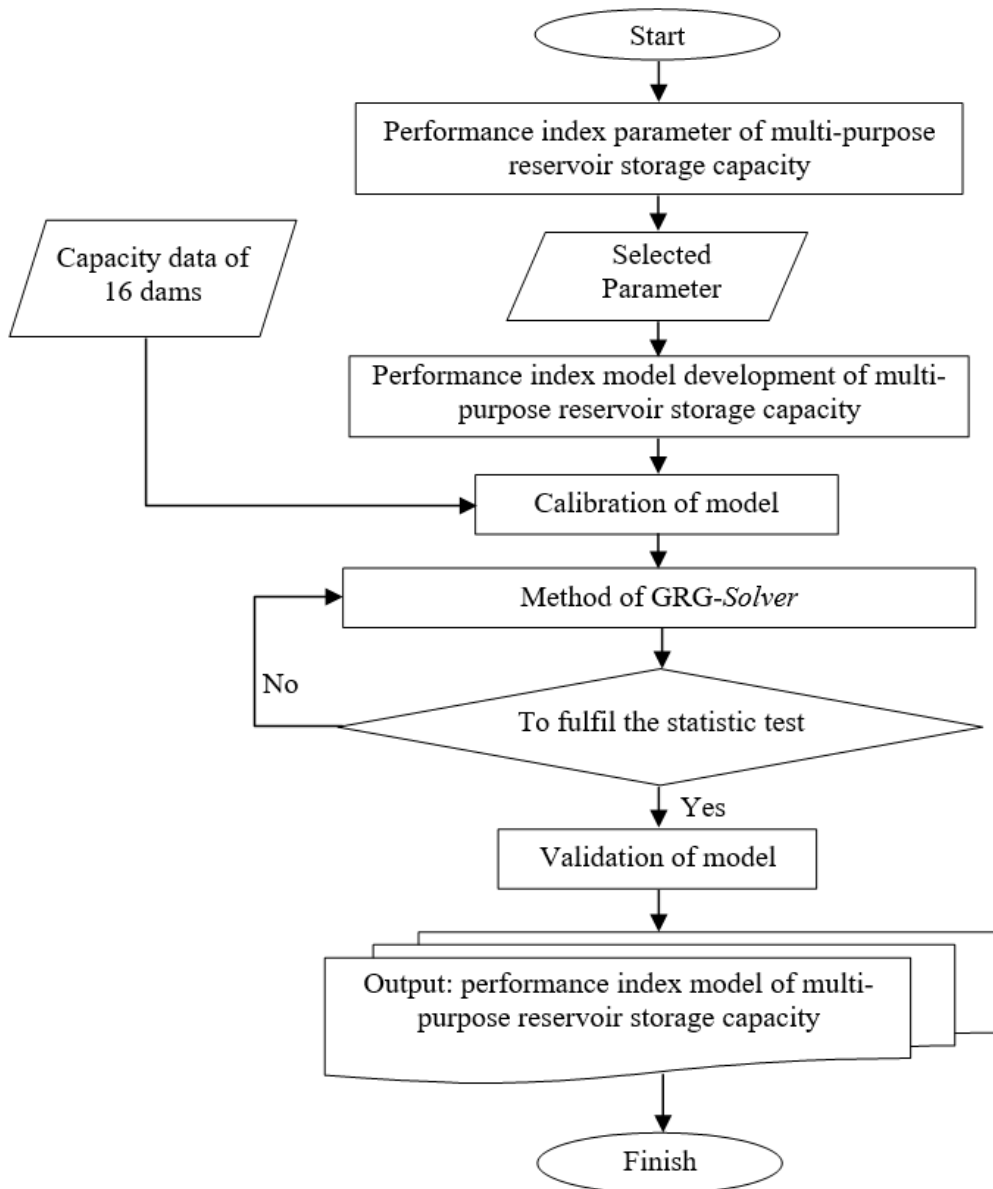 Start
Performance index parameter of multi-purpose
reservoir storage capacity
Capacity data of
16 dams
Selected
Parameter
Performance index model development of multi-
purpose reservoir storage capacity
Calibration of model
Method of GRG-Solver
No
To fulfil the statistic test
Yes
Validation of model
Output: performance index model of multi-
purpose reservoir storage capacity
Finish